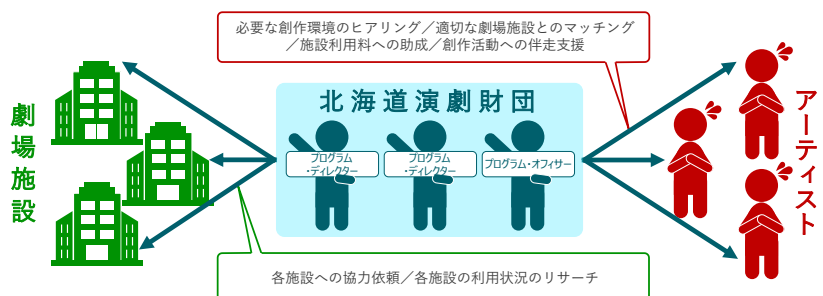 必要な創作環境のヒアリング／適切な劇場施設とのマッチング
／施設利用料への助成／創作活動への伴走支援
北海道演劇財団
劇場施設
プログラム
・ディレクター
プログラム
・ディレクター
プログラム・オフィサー
アーティスト
各施設への協力依頼／各施設の利用状況のリサーチ